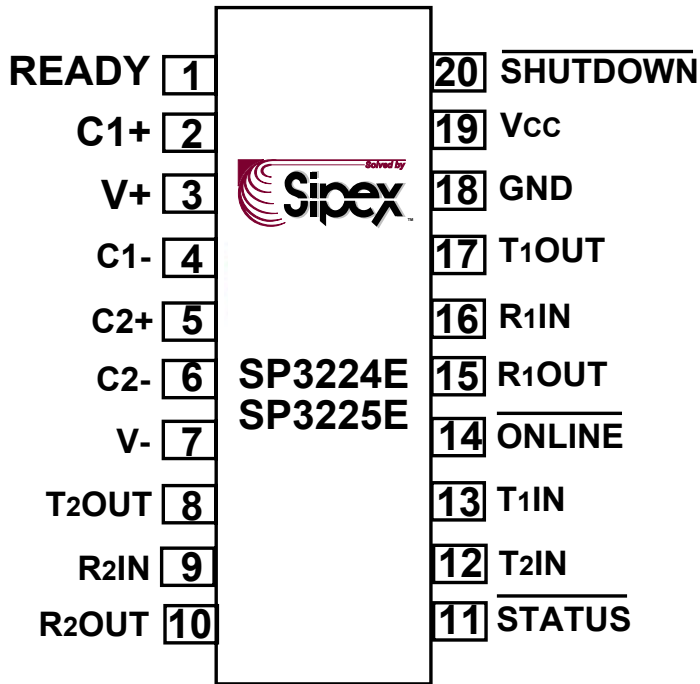 READY 1
C1+ 2
V+ 3
C1- 4
C2+ 5
C2- 6
V- 7
T2OUT 8
R2IN 9
R2OUT 10
Solved by
Sipex
TM
SP3224E
SP3225E
20 SHUTDOWN
19 VCC
18 GND
17 T1OUT
16 R1IN
15 R1OUT
14 ONLINE
13 T1IN
12 T2IN
11 STATUS